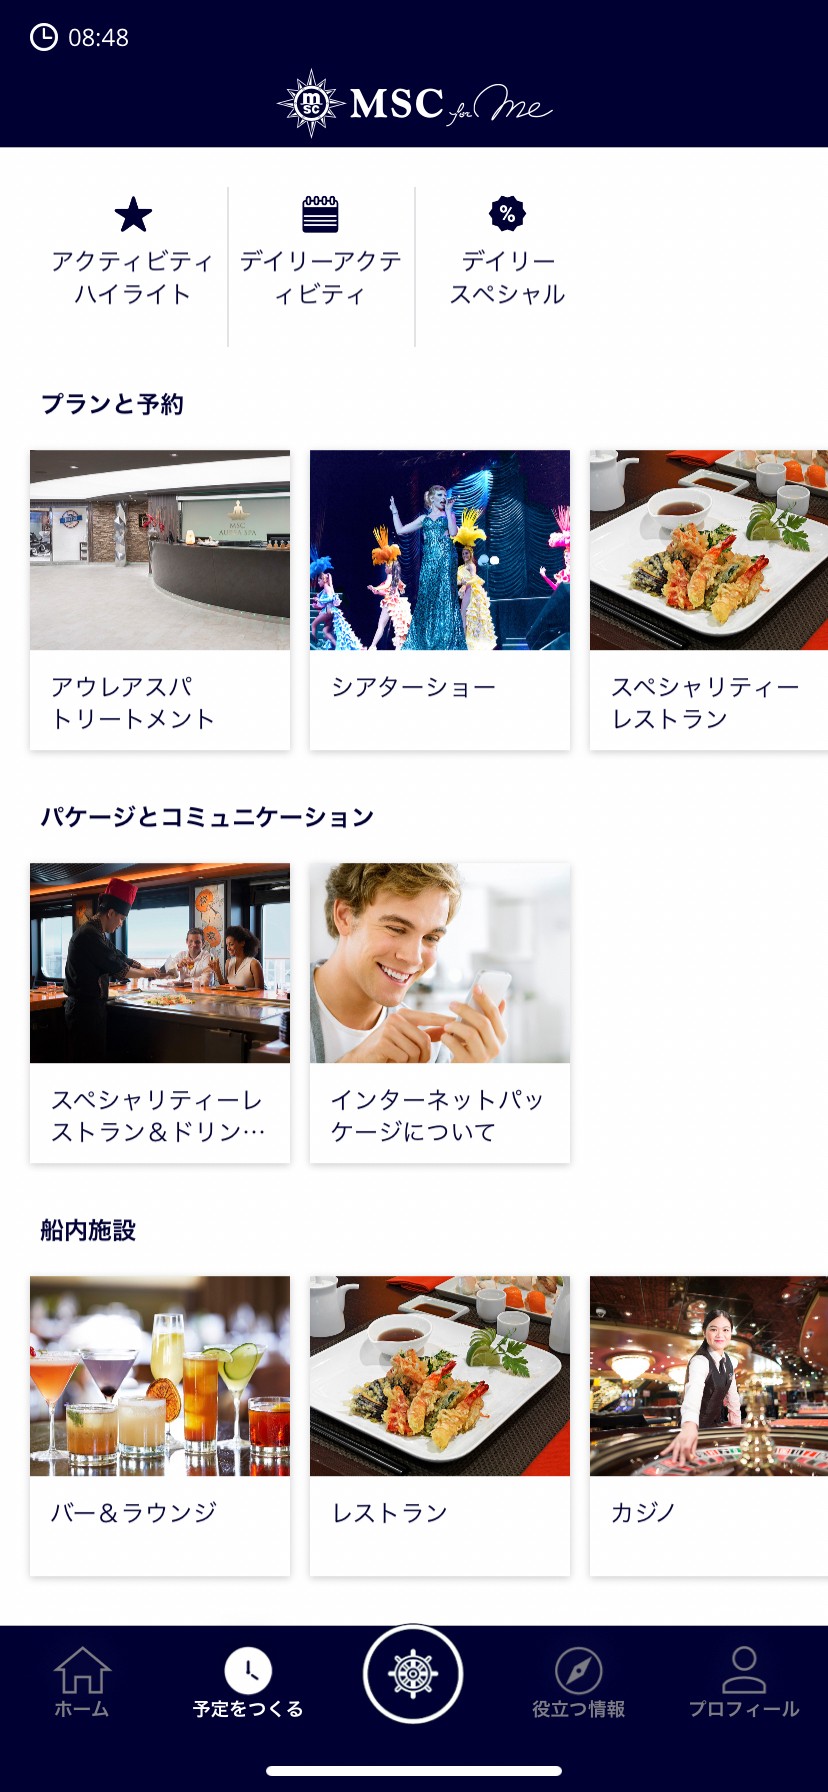 08:48
MSC for Me
アクティビティ
ハイライト
デイリーアクテ
ィビティ
デイリー
スペシャル
プランと予約
MSC
AUREA SPA
アウレアスパ
トリートメント
シアターショー
スペシャリティー
レストラン
パケージとコミュニケーション
スペシャリティーレ
ストラン＆ドリン…
インターネットパッ
ケージについて
船内施設
バー＆ラウンジ
レストラン
カジノ
ホーム
予定をつくる
役立つ情報
プロフィール